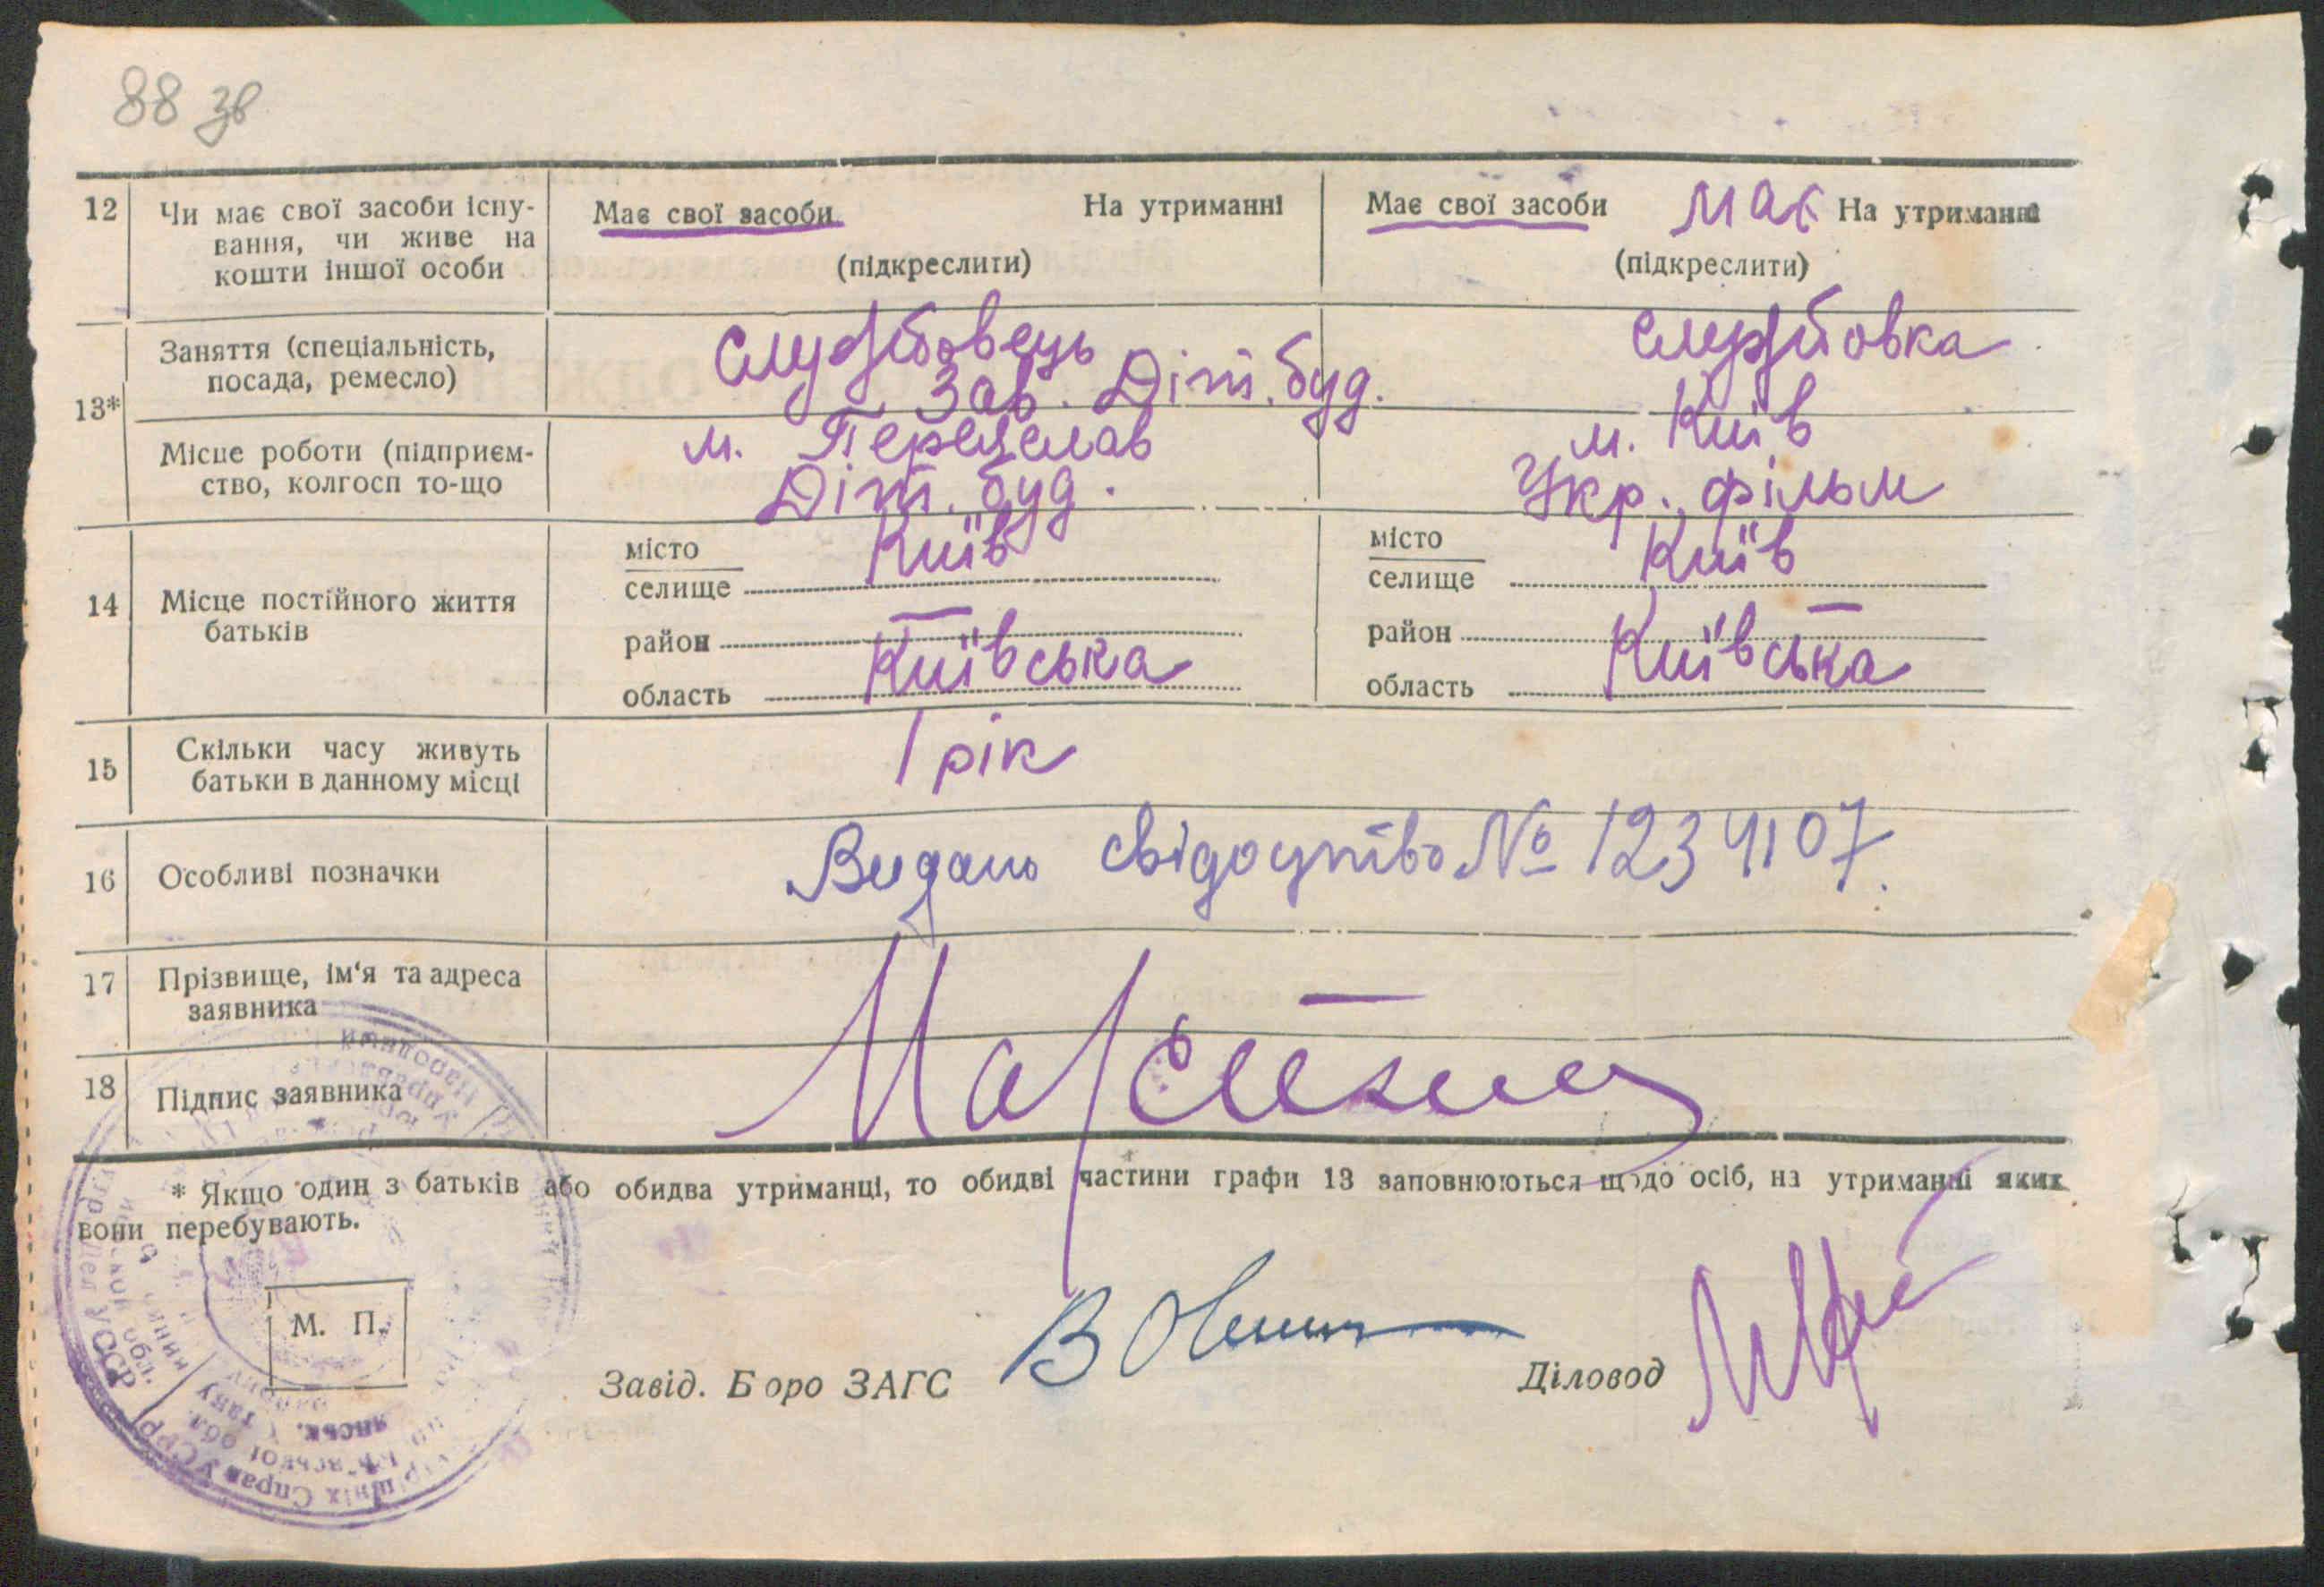 88 зв
12 Чи має свої засоби існу-
вання, чи живе на
кошти іншої особи
Має свої засоби На утриманні
(підкреслити)
Має свої засоби має На утриманні
(підкреслити)
13*
Заняття (спеціальність,
посада, ремесло)
Службовець
Зав. Діт. буд.
службовка
Місце роботи (підприєм-
ство, колгосп то-що
м. Переяслав
Діт. буд.
м. Київ
Укр. фільм
14 Місце постійного життя
батьків
місто Київ
селище
район —
область Київська
місто Київ
селище
район —
область Київська
15 Скільки часу живуть
батьки в данному місці
1 рік
16 Особливі позначки
Видано свідоцтво № 1234107.
17 Прізвище, ім'я та адреса
заявника
—
18 Підпис заявника
* Якщо один з батьків або обидва утриманці, то обидві частини графи 13 заповнюються щодо осіб, на утриманні яких
вони перебувають.
М. П.
Завід. Б оро ЗАГС
Діловод